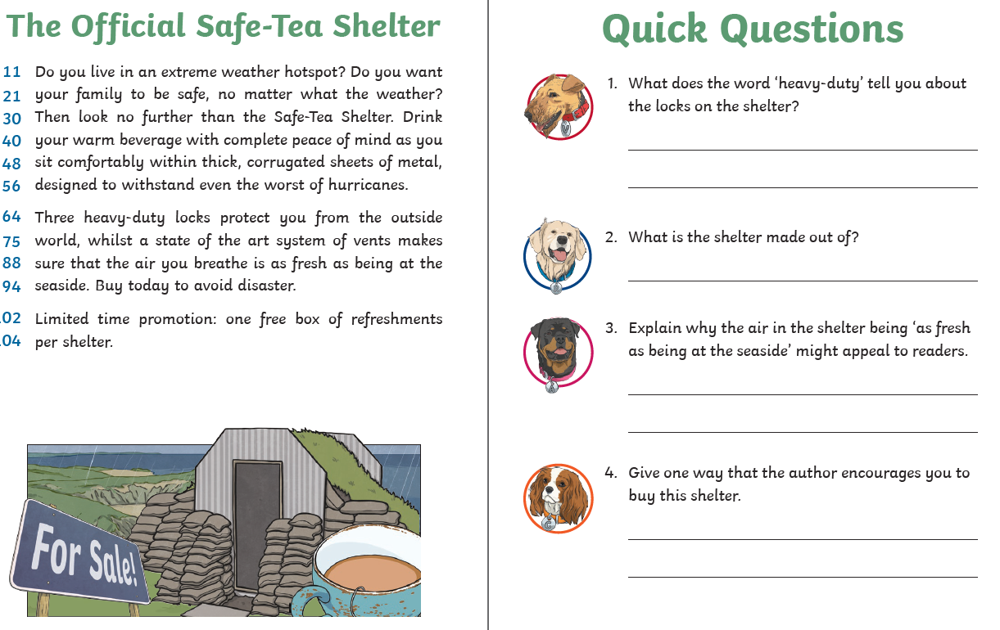 The Official Safe-Tea Shelter
11 Do you live in an extreme weather hotspot? Do you want
21 your family to be safe, no matter what the weather?
30 Then look no further than the Safe-Tea Shelter. Drink
40 your warm beverage with complete peace of mind as you
48 sit comfortably within thick, corrugated sheets of metal,
56 designed to withstand even the worst of hurricanes.
64 Three heavy-duty locks protect you from the outside
75 world, whilst a state of the art system of vents makes
88 sure that the air you breathe is as fresh as being at the
94 seaside. Buy today to avoid disaster.
02 Limited time promotion: one free box of refreshments
04 per shelter.
For Sale!
Quick Questions
1. What does the word ‘heavy-duty’ tell you about
the locks on the shelter?
V
2. What is the shelter made out of?
R
3. Explain why the air in the shelter being ‘as fresh
as being at the seaside’ might appeal to readers.
A
4. Give one way that the author encourages you to
buy this shelter.